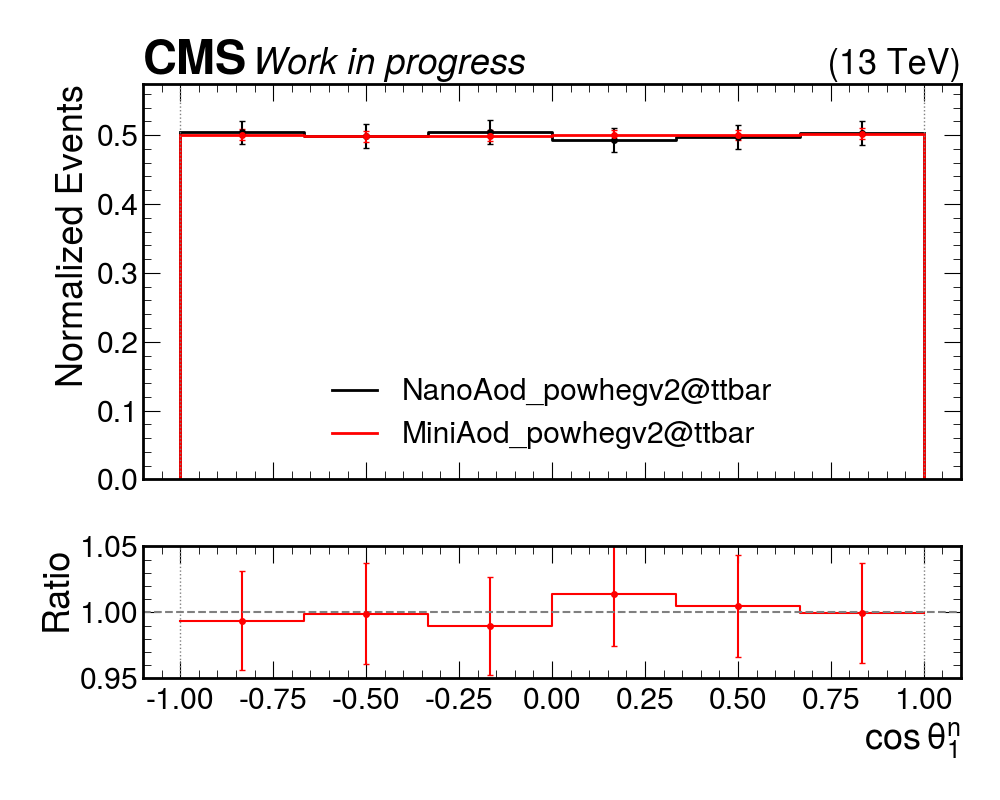 CMS Work in progress (13 TeV)
Normalized Events
0.5
0.4
0.3
0.2
0.1
0.0
NanoAod_powhegv2@ttbar
MiniAod_powhegv2@ttbar
Ratio
1.05
1.00
0.95
-1.00 -0.75 -0.50 -0.25 0.00 0.25 0.50 0.75 1.00
cos θ₁ⁿ